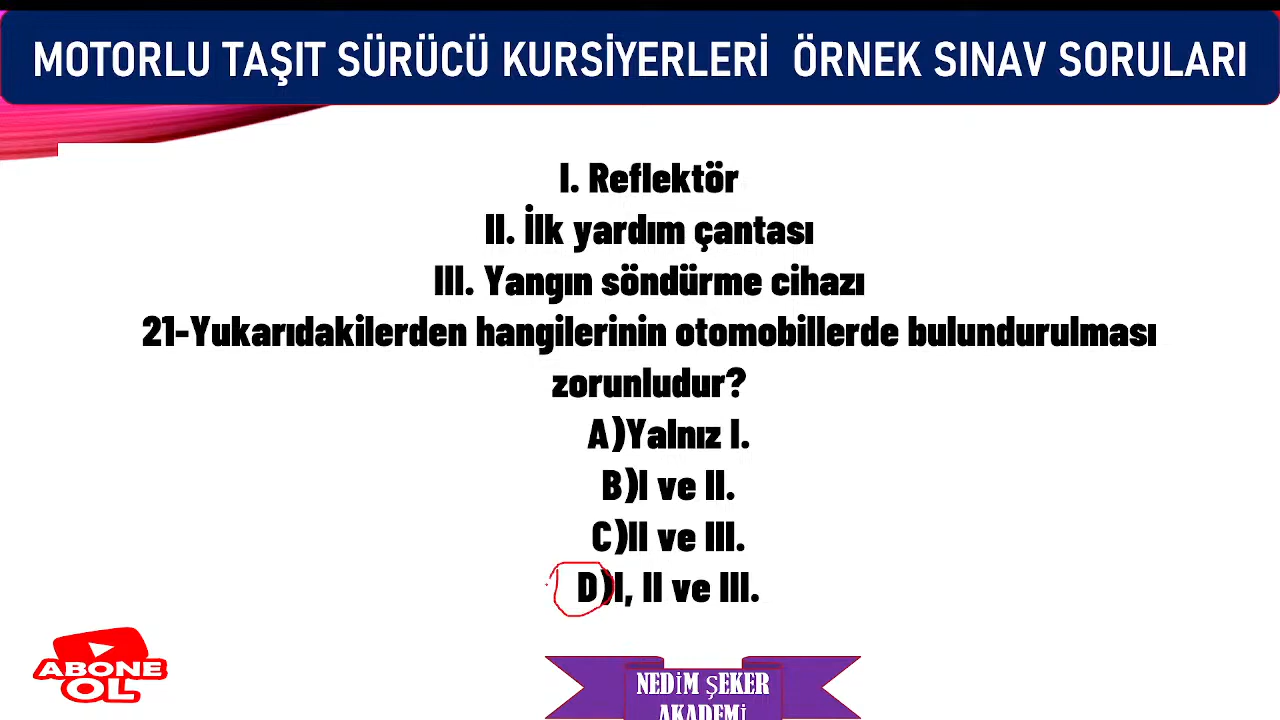 MOTORLU TAŞIT SÜRÜCÜ KURSİYERLERİ ÖRNEK SINAV SORULARI
I. Reflektör
II. İlk yardım çantası
III. Yangın söndürme cihazı
21-Yukarıdakilerden hangilerinin otomobillerde bulundurulması
zorunludur?
A)Yalnız I.
B)I ve II.
C)II ve III.
D)I, II ve III.
ABONE
OL
NEDİM ŞEKER
AKADEMİ